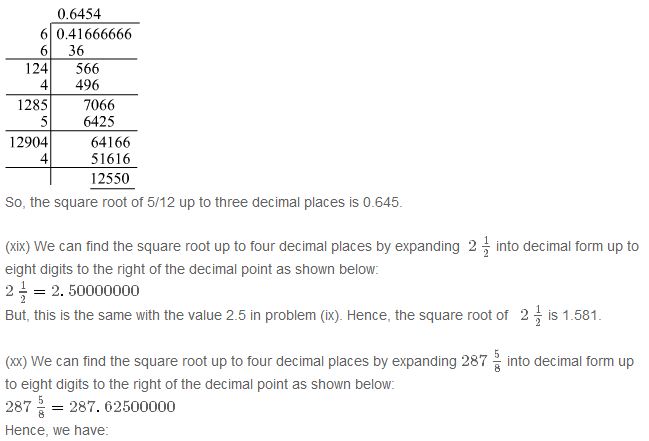 0.6454
6 0.41666666
6 36
124 566
4 496
1285 7066
5 6425
12904 64166
4 51616
12550
So, the square root of 5/12 up to three decimal places is 0.645.
(xix) We can find the square root up to four decimal places by expanding 2 1/2 into decimal form up to
eight digits to the right of the decimal point as shown below:
2 1/2 = 2. 50000000
But, this is the same with the value 2.5 in problem (ix). Hence, the square root of 2 1/2 is 1.581.
(xx) We can find the square root up to four decimal places by expanding 287 5/8 into decimal form up
to eight digits to the right of the decimal point as shown below:
287 5/8 = 287. 62500000
Hence, we have: